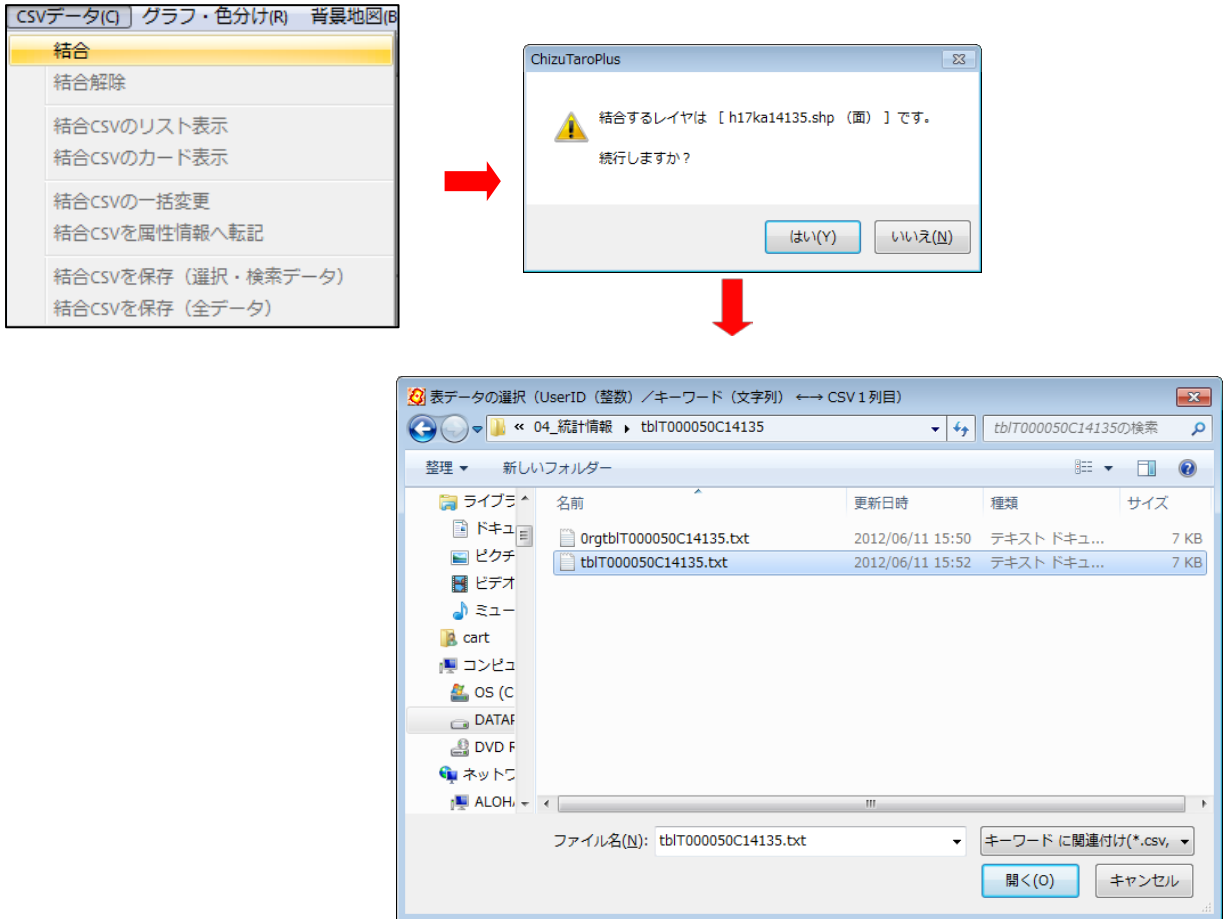 CSVデータ(C) グラフ・色分け(R) 背景地図(B
結合
結合解除
結合CSVのリスト表示
結合CSVのカード表示
結合CSVの一括変更
結合CSVを属性情報へ転記
結合CSVを保存（選択・検索データ）
結合CSVを保存（全データ）
ChizuTaroPlus
結合するレイヤは ［ h17ka14135.shp （面） ］ です。
続行しますか？
はい(Y) いいえ(N)
表データの選択（UserID（整数）／キーワード（文字列） ←→ CSV１列目）
« 04_統計情報 tblT000050C14135 tblT000050C14135の検索
整理 新しいフォルダー
名前 更新日時 種類 サイズ
0rgtblT000050C14135.txt 2012/06/11 15:50 テキスト ドキュ... 7 KB
tblT000050C14135.txt 2012/06/11 15:52 テキスト ドキュ... 7 KB
ライブラ
ドキュ
ピクチ
ビデオ
ミュー
cart
コンピュ
OS (C
DATAF
DVD F
ネットワ
ALOHA
ファイル名(N): tblT000050C14135.txt キーワード に関連付け(*.csv,
開く(O) キャンセル